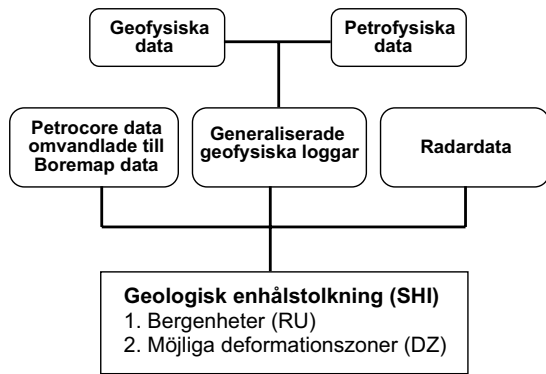 Geofysiska
data
Petrofysiska
data
Petrocore data
omvandlade till
Boremap data
Generaliserade
geofysiska loggar
Radardata
Geologisk enhålstolkning (SHI)
1. Bergenheter (RU)
2. Möjliga deformationszoner (DZ)